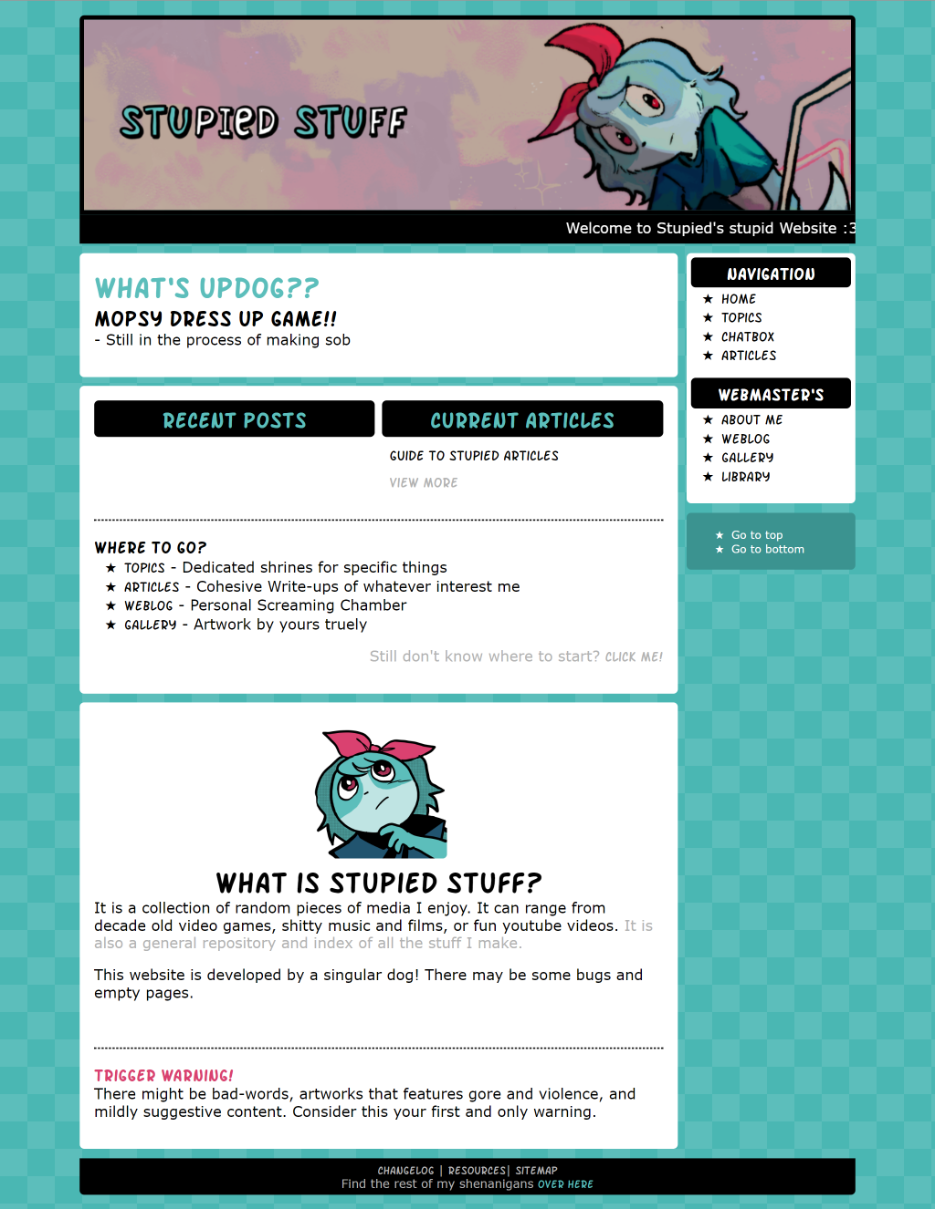 STUPIED STUFF
Welcome to Stupied's stupid Website :3
WHAT'S UPDOG??
MOPSY DRESS UP GAME!!
- Still in the process of making sob
NAVIGATION
★ HOME
★ TOPICS
★ CHATBOX
★ ARTICLES
WEBMASTER'S
★ ABOUT ME
★ WEBLOG
★ GALLERY
★ LIBRARY
★ Go to top
★ Go to bottom
RECENT POSTS
CURRENT ARTICLES
GUIDE TO STUPIED ARTICLES
VIEW MORE
WHERE TO GO?
★ TOPICS - Dedicated shrines for specific things
★ ARTICLES - Cohesive Write-ups of whatever interest me
★ WEBLOG - Personal Screaming Chamber
★ GALLERY - Artwork by yours truely
Still don't know where to start? CLICK ME!
WHAT IS STUPIED STUFF?
It is a collection of random pieces of media I enjoy. It can range from
decade old video games, shitty music and films, or fun youtube videos. It is
also a general repository and index of all the stuff I make.
This website is developed by a singular dog! There may be some bugs and
empty pages.
TRIGGER WARNING!
There might be bad-words, artworks that features gore and violence, and
mildly suggestive content. Consider this your first and only warning.
CHANGELOG | RESOURCES| SITEMAP
Find the rest of my shenanigans OVER HERE